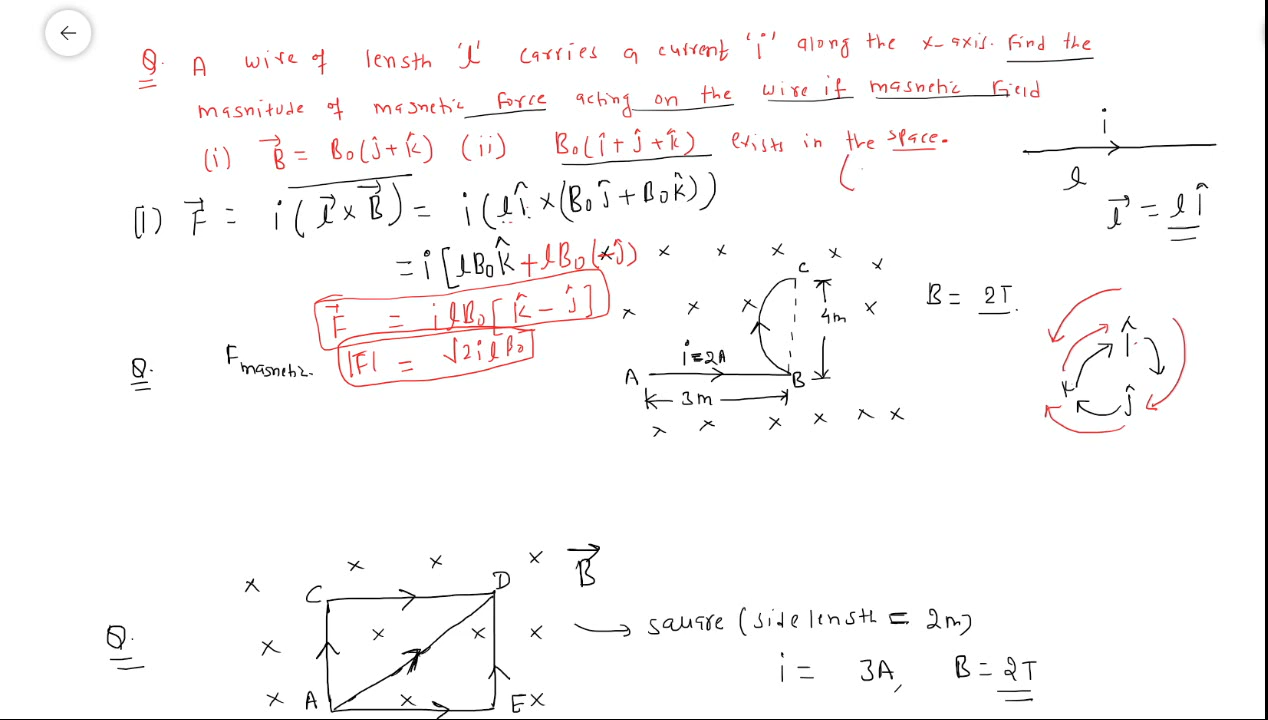 Q. A wire of length 'l' carries a current 'i' along the x-axis. Find the
magnitude of magnetic force acting on the wire if magnetic field
(i) B⃗ = B₀(ĵ+k̂) (ii) B₀(î+ĵ+k̂) exists in the space.
i
l
l⃗ = l î
(1) F⃗ = i(l⃗ × B⃗) = i(lî × (B₀ĵ + B₀k̂))
= i[lB₀k̂ + lB₀(-ĵ)
F⃗ = ilB₀[k̂ - ĵ]
|F| = √2 ilB₀
Q. Fmagnetic.
x x x x x
C
x x x x
4m
B = 2T.
i=2A
A B
3m
x x x x x x
î
k ĵ
x x x x B⃗
C D
Q. x x x x → square (side length = 2m)
i = 3A, B = 2T
x A x E x